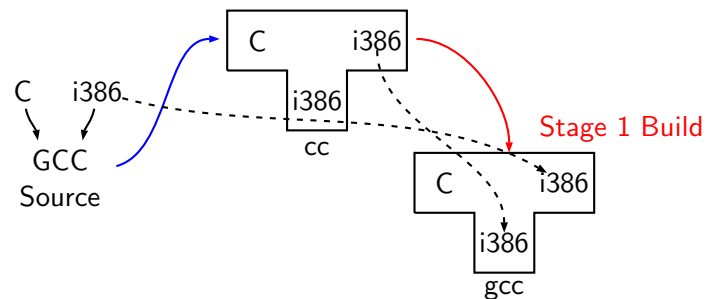 C i386
i386
cc
C i386
GCC
Source
Stage 1 Build
C i386
i386
gcc